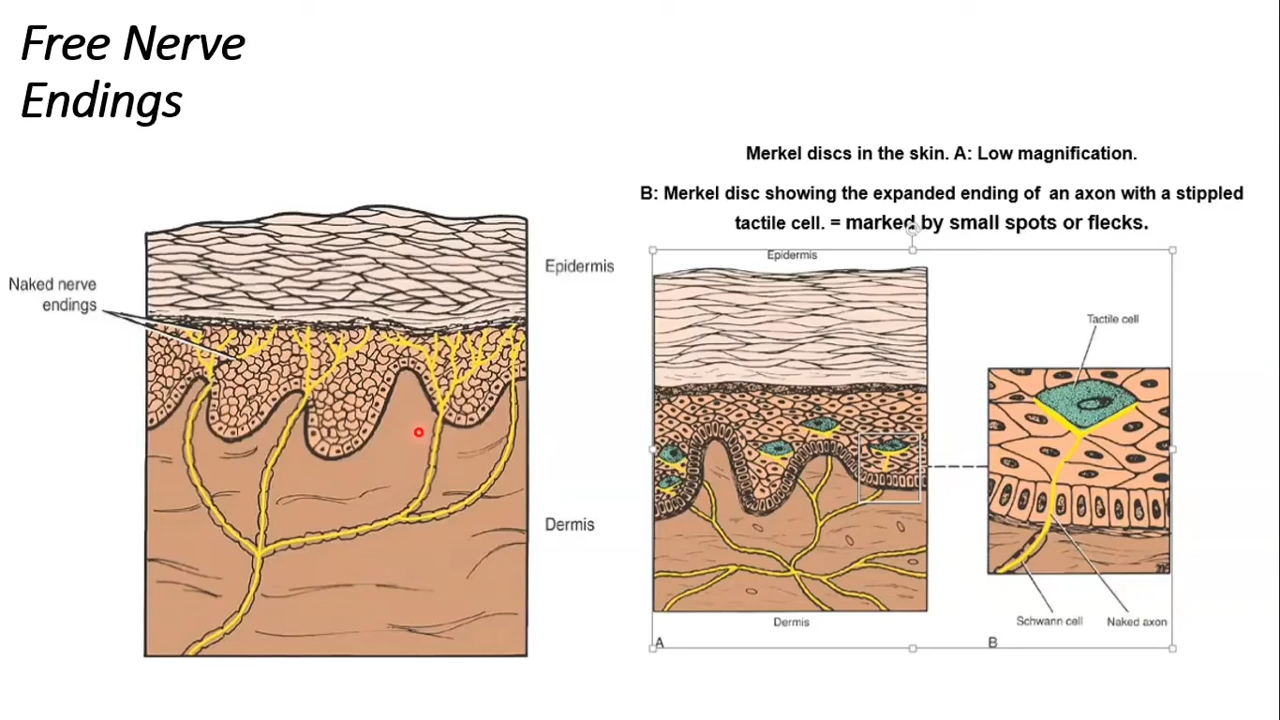 Free Nerve
Endings
Merkel discs in the skin. A: Low magnification.
B: Merkel disc showing the expanded ending of an axon with a stippled
tactile cell. = marked by small spots or flecks.
Naked nerve
endings
Epidermis
Dermis
Epidermis
Dermis
A
Tactile cell
Schwann cell
Naked axon
B